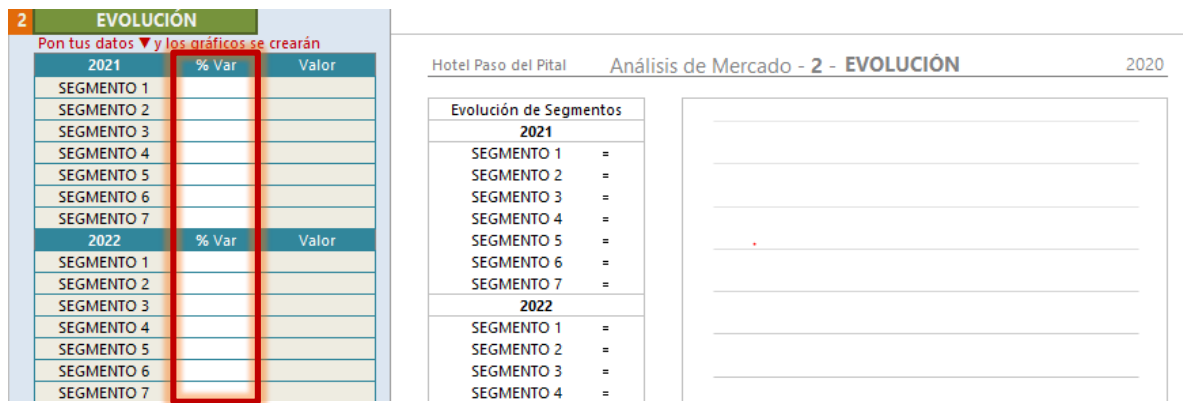 2 EVOLUCIÓN
Pon tus datos ▼ y los gráficos se crearán
2021 % Var Valor
SEGMENTO 1
SEGMENTO 2
SEGMENTO 3
SEGMENTO 4
SEGMENTO 5
SEGMENTO 6
SEGMENTO 7
2022 % Var Valor
SEGMENTO 1
SEGMENTO 2
SEGMENTO 3
SEGMENTO 4
SEGMENTO 5
SEGMENTO 6
SEGMENTO 7
Hotel Paso del Pital Análisis de Mercado - 2 - EVOLUCIÓN 2020
Evolución de Segmentos
2021
SEGMENTO 1 =
SEGMENTO 2 =
SEGMENTO 3 =
SEGMENTO 4 =
SEGMENTO 5 =
SEGMENTO 6 =
SEGMENTO 7 =
2022
SEGMENTO 1 =
SEGMENTO 2 =
SEGMENTO 3 =
SEGMENTO 4 =